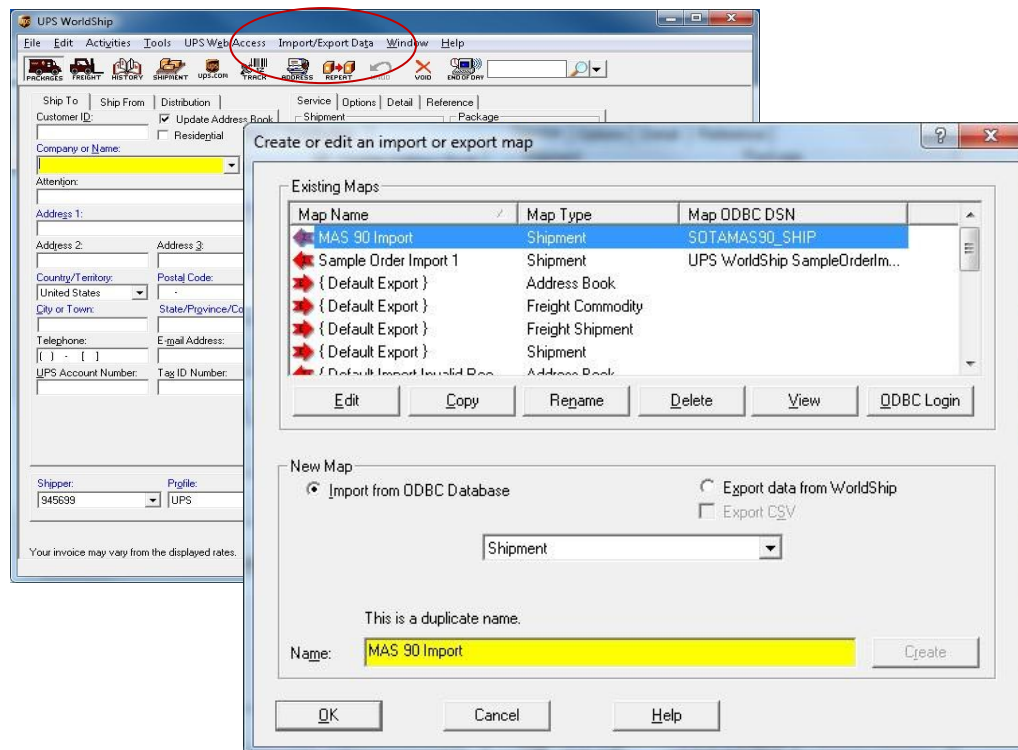 UPS WorldShip
File Edit Activities Tools UPS Web Access Import/Export Data Window Help
PACKAGES FREIGHT HISTORY SHIPMENT ups.com TRACK ADDRESS REPEAT VOID END OF DAY
Ship To Ship From Distribution Service Options Detail Reference
Customer ID: Update Address Book Shipment Package
Residential
Company or Name:
Attention:
Address 1:
Address 2: Address 3:
Country/Territory: Postal Code:
United States -
City or Town: State/Province/Co
Telephone: E-mail Address:
( ) - [ ]
UPS Account Number: Tax ID Number:
Shipper: Profile:
945699 UPS
Your invoice may vary from the displayed rates.
Create or edit an import or export map
Existing Maps
Map Name Map Type Map ODBC DSN
MAS 90 Import Shipment SOTAMAS90_SHIP
Sample Order Import 1 Shipment UPS WorldShip SampleOrderIm...
{ Default Export } Address Book
{ Default Export } Freight Commodity
{ Default Export } Freight Shipment
{ Default Export } Shipment
{ Default Import Invalid Rec... Address Book
Edit Copy Rename Delete View ODBC Login
New Map
Import from ODBC Database Export data from WorldShip
Export CSV
Shipment
This is a duplicate name.
Name: MAS 90 Import Create
OK Cancel Help